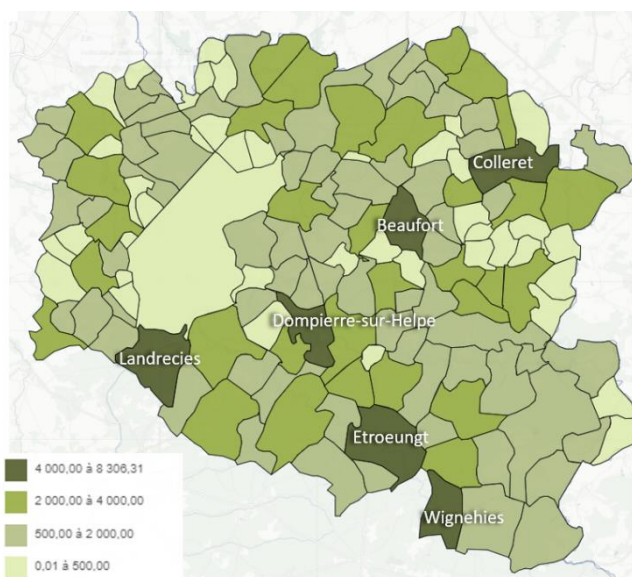 Colleret
Beaufort
Dompierre-sur-Helpe
Landrecies
Etroeungt
Wignehies
4 000,00 à 8 306,31
2 000,00 à 4 000,00
500,00 à 2 000,00
0,01 à 500,00